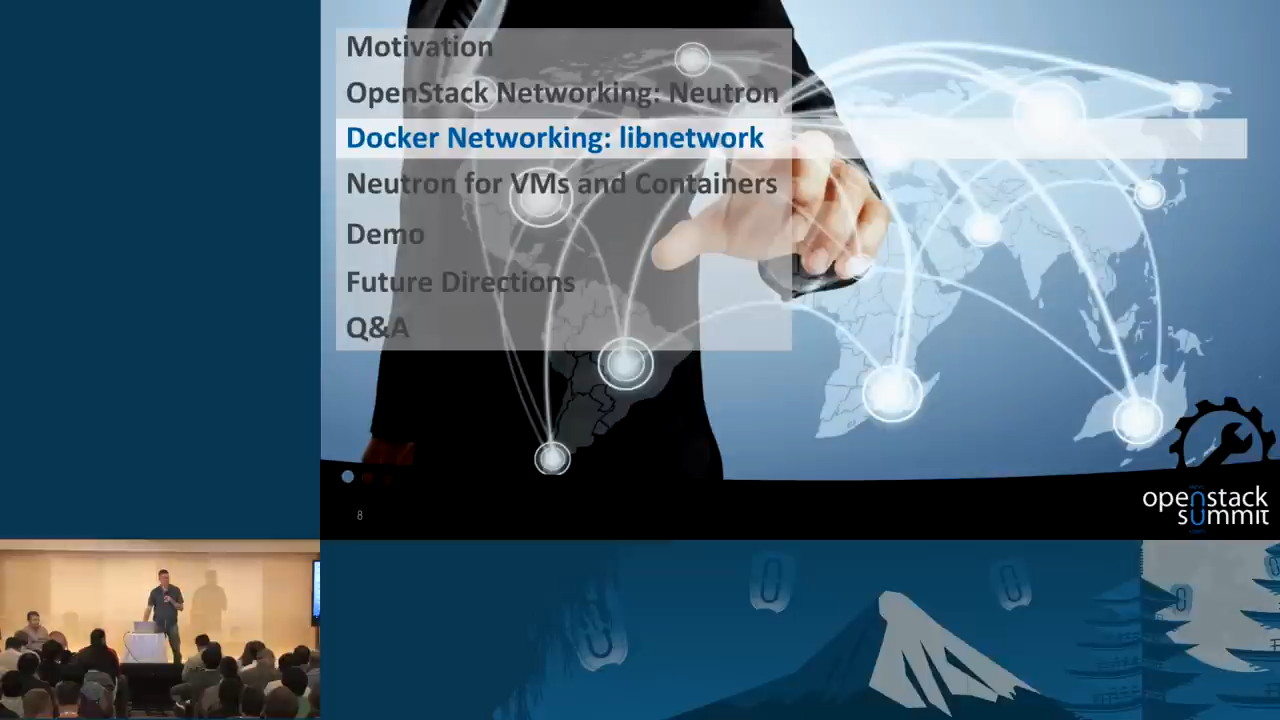 Motivation
OpenStack Networking: Neutron
Docker Networking: libnetwork
Neutron for VMs and Containers
Demo
Future Directions
Q&A
8
openstack
summit